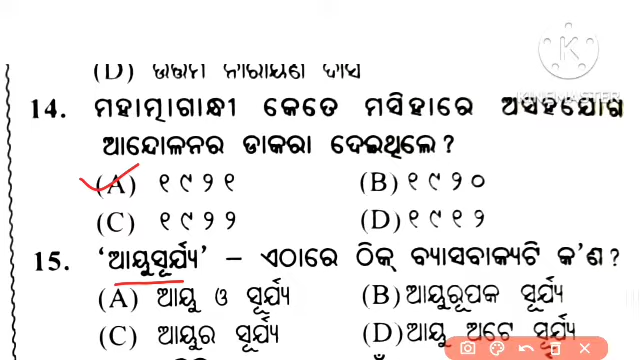 (D) ଉତ୍ତମ ନାରାୟଣ ଦାସ
14. ମହାତ୍ମାଗାନ୍ଧୀ କେତେ ମସିହାରେ ଅସହଯୋଗ
ଆନ୍ଦୋଳନର ଡାକରା ଦେଇଥିଲେ ?
(A) ୧୯୨୧ (B) ୧୯୨୦
(C) ୧୯୨୨ (D) ୧୯୧୨
15. ‘ଆୟୁସୂର୍ଯ୍ୟ’ – ଏଠାରେ ଠିକ୍ ବ୍ୟାସବାକ୍ୟଟି କ’ଣ ?
(A) ଆୟୁ ଓ ସୂର୍ଯ୍ୟ (B) ଆୟୁରୂପକ ସୂର୍ଯ୍ୟ
(C) ଆୟୁର ସୂର୍ଯ୍ୟ (D) ଆୟୁ ଅଟେ ସୂର୍ଯ୍ୟ
KINEMASTER